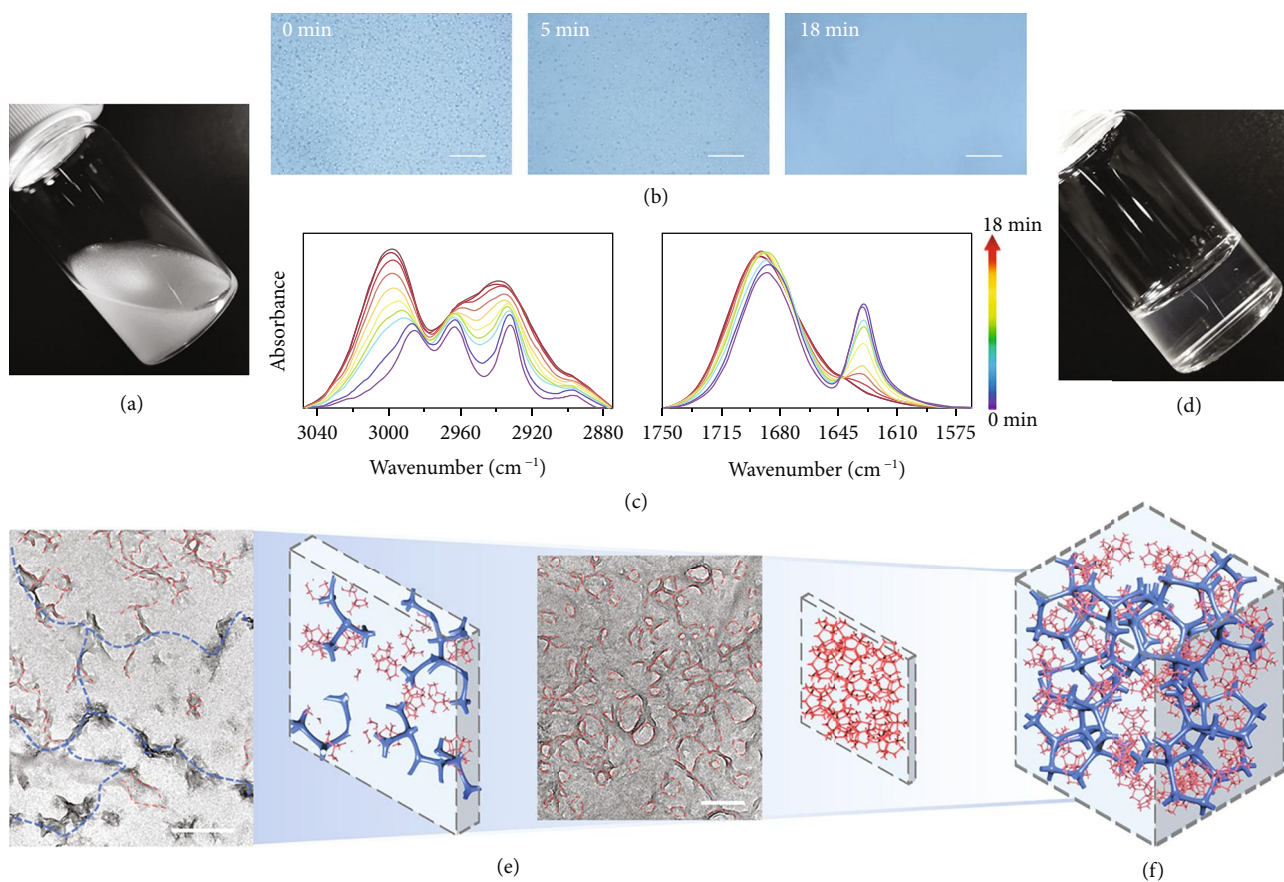 0 min
5 min
18 min
(b)
(a)
(d)
18 min
0 min
Absorbance
3040 3000 2960 2920 2880
1750 1715 1680 1645 1610 1575
Wavenumber (cm⁻¹)
Wavenumber (cm⁻¹)
(c)
(e)
(f)